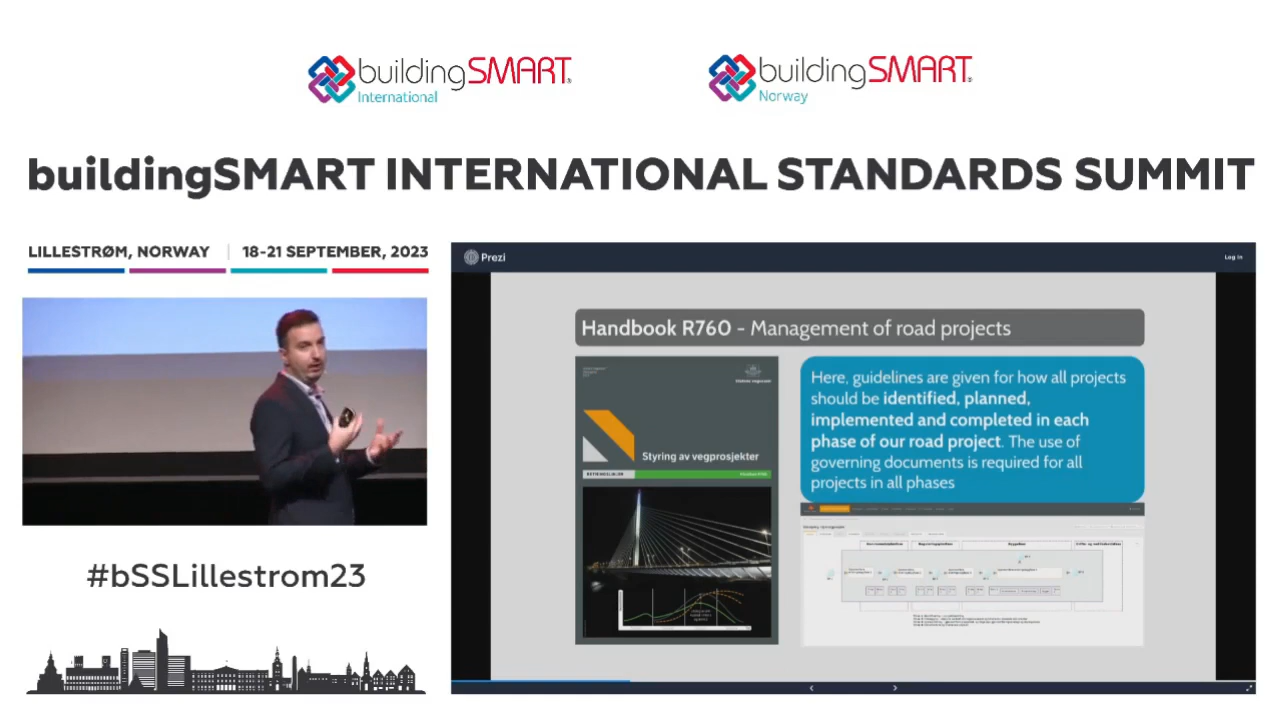 buildingSMART®
International
buildingSMART®
Norway
buildingSMART INTERNATIONAL STANDARDS SUMMIT
LILLESTRØM, NORWAY | 18-21 SEPTEMBER, 2023
Prezi
Log in
Handbook R760 - Management of road projects
Styring av vegprosjekter
RETNINGSLINJER
Here, guidelines are given for how all projects
should be identified, planned,
implemented and completed in each
phase of our road project. The use of
governing documents is required for all
projects in all phases
#bSSLillestrom23